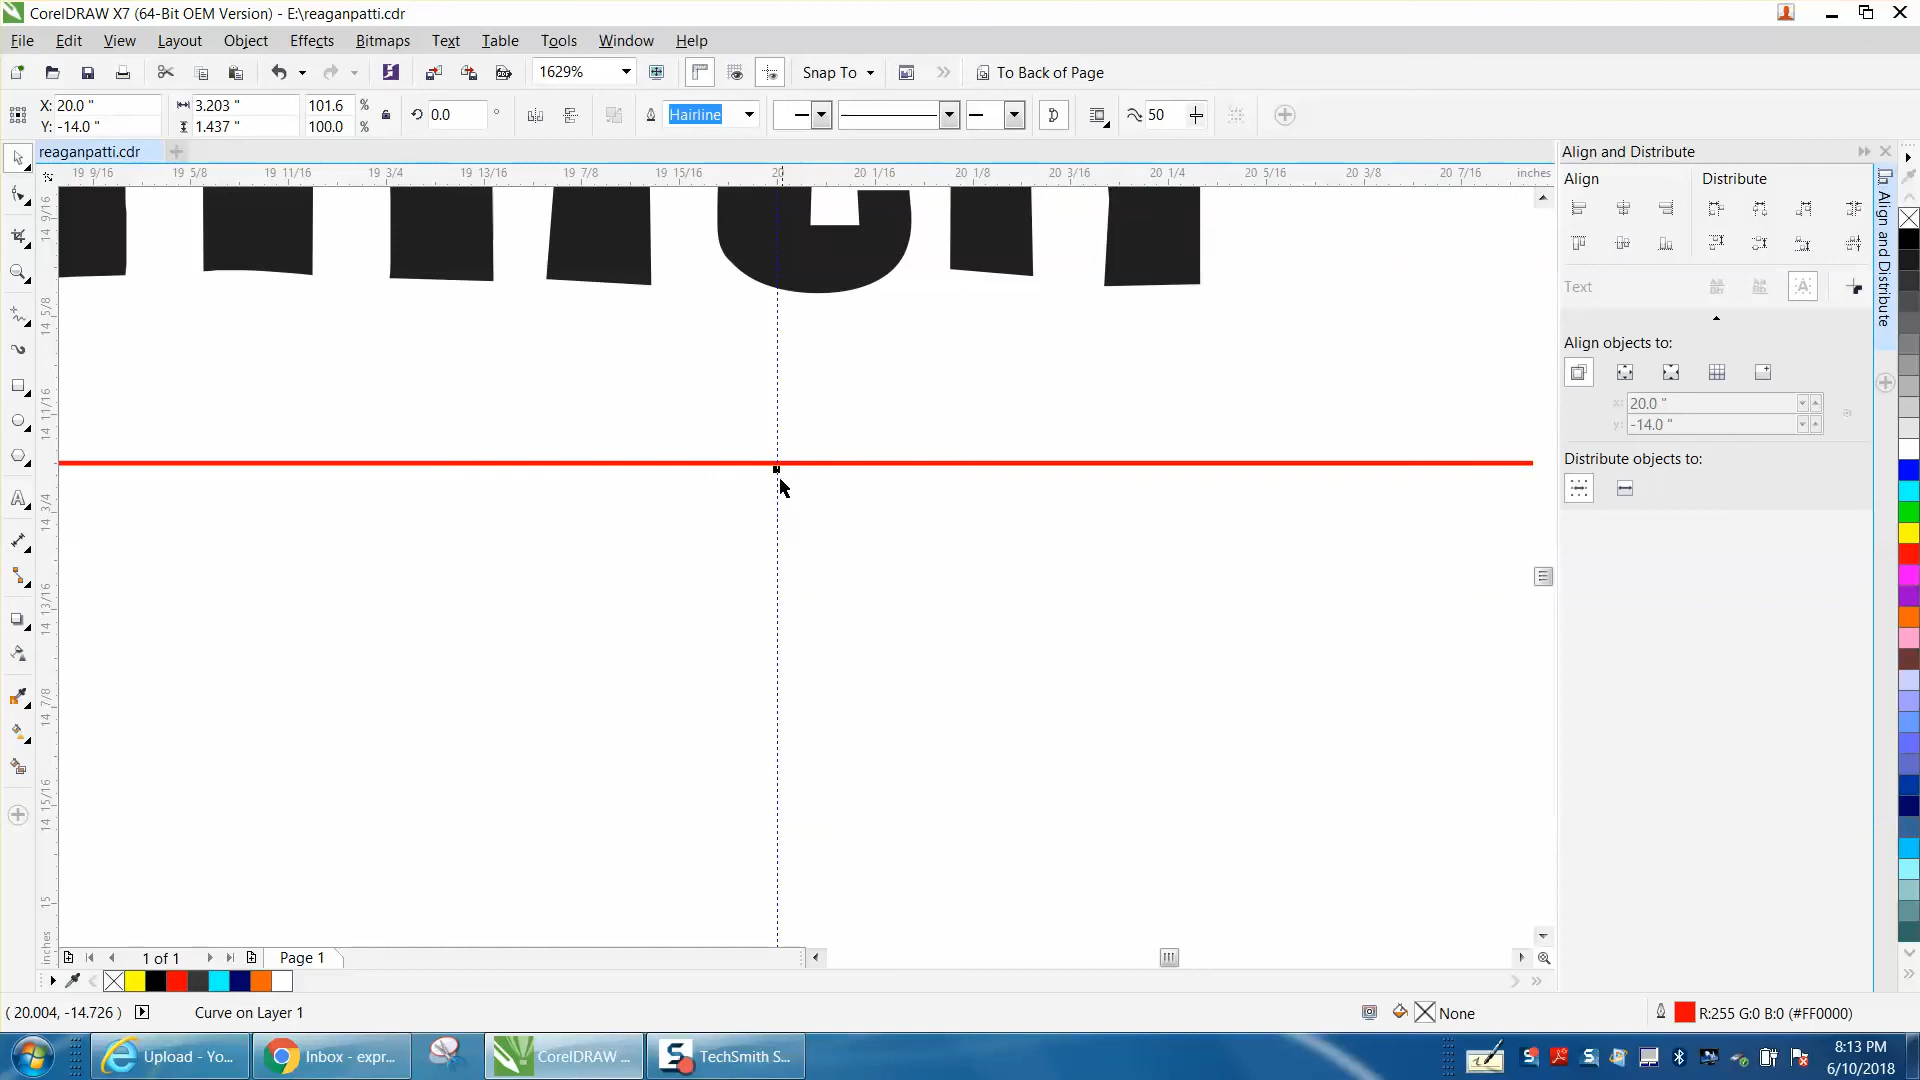 CorelDRAW X7 (64-Bit OEM Version) - E:\reaganpatti.cdr
File Edit View Layout Object Effects Bitmaps Text Table Tools Window Help
1629% Snap To To Back of Page
X: 20.0 " 3.203 " 101.6 % 0.0 ° Hairline 50
Y: -14.0 " 1.437 " 100.0 %
reaganpatti.cdr
19 9/16 19 5/8 19 11/16 19 3/4 19 13/16 19 7/8 19 15/16 20 20 1/16 20 1/8 20 3/16 20 1/4 20 5/16 20 3/8 20 7/16 inches
14 9/16
14 5/8
14 11/16
14 3/4
14 13/16
14 7/8
14 15/16
15
inches
Align and Distribute
Align Distribute
Text
Align objects to:
x: 20.0 "
y: -14.0 "
Distribute objects to:
Align and Distribute
1 of 1 Page 1
( 20.004, -14.726 ) Curve on Layer 1 None R:255 G:0 B:0 (#FF0000)
Upload - Yo... Inbox - expr... CorelDRAW ... TechSmith S...
8:13 PM
6/10/2018